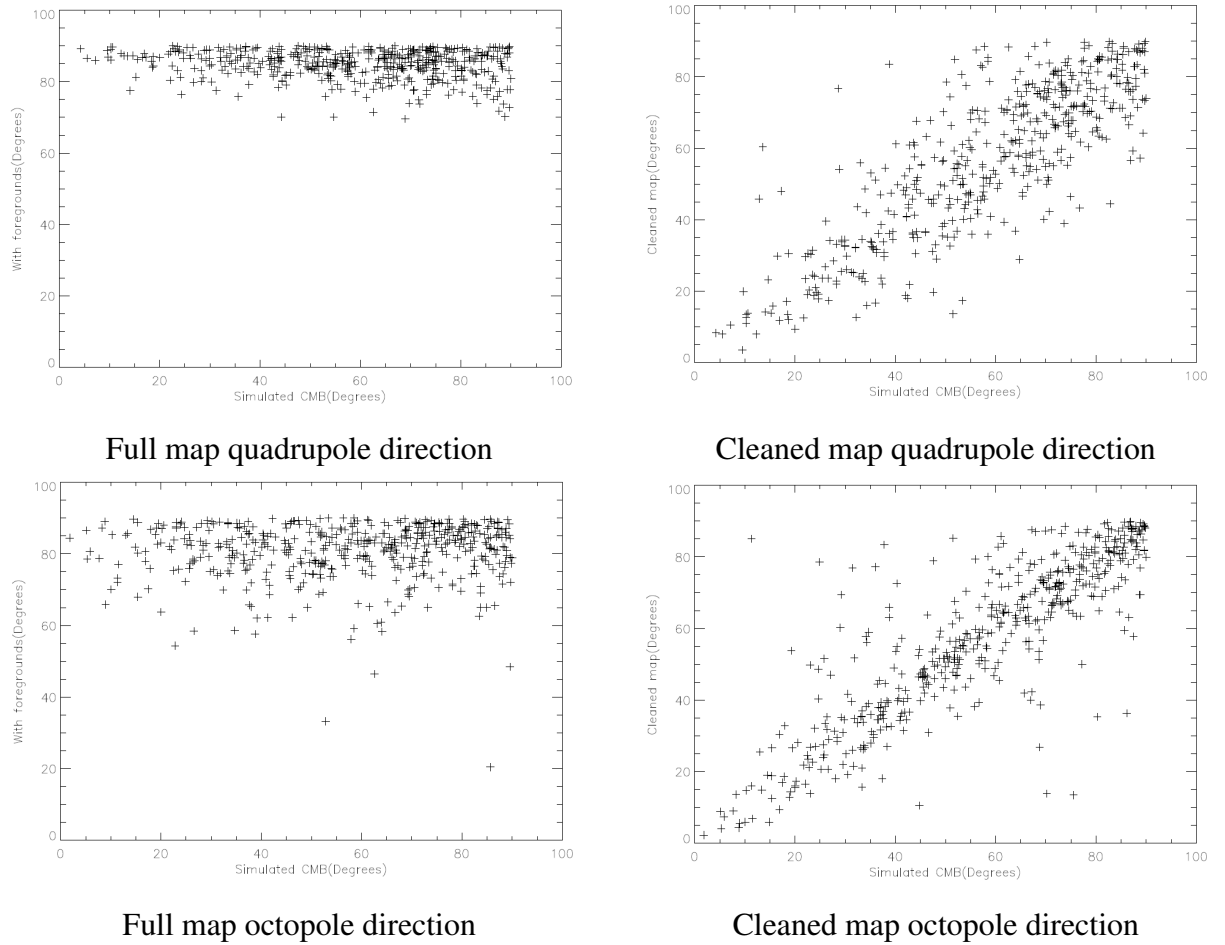 100
80
60
40
20
0
With foregrounds(Degrees)
0 20 40 60 80 100
Simulated CMB(Degrees)
Full map quadrupole direction
100
80
60
40
20
0
Cleaned map(Degrees)
0 20 40 60 80 100
Simulated CMB(Degrees)
Cleaned map quadrupole direction
100
80
60
40
20
0
With foregrounds(Degrees)
0 20 40 60 80 100
Simulated CMB(Degrees)
Full map octopole direction
100
80
60
40
20
0
Cleaned map(Degrees)
0 20 40 60 80 100
Simulated CMB(Degrees)
Cleaned map octopole direction